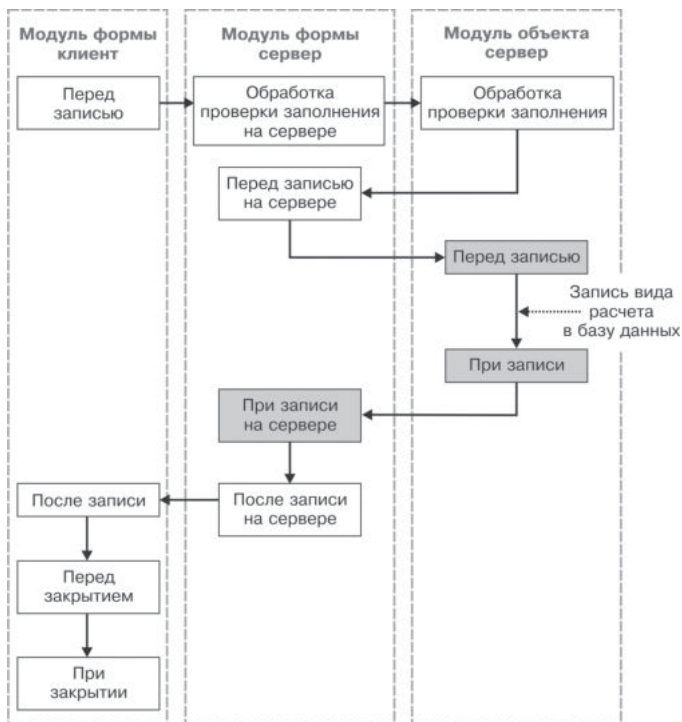 Модуль формы
клиент
Модуль формы
сервер
Модуль объекта
сервер
Перед
записью
Обработка
проверки заполнения
на сервере
Обработка
проверки заполнения
Перед записью
на сервере
Перед записью
Запись вида
расчета
в базу данных
При записи
При записи
на сервере
После записи
После записи
на сервере
Перед
закрытием
При
закрытии